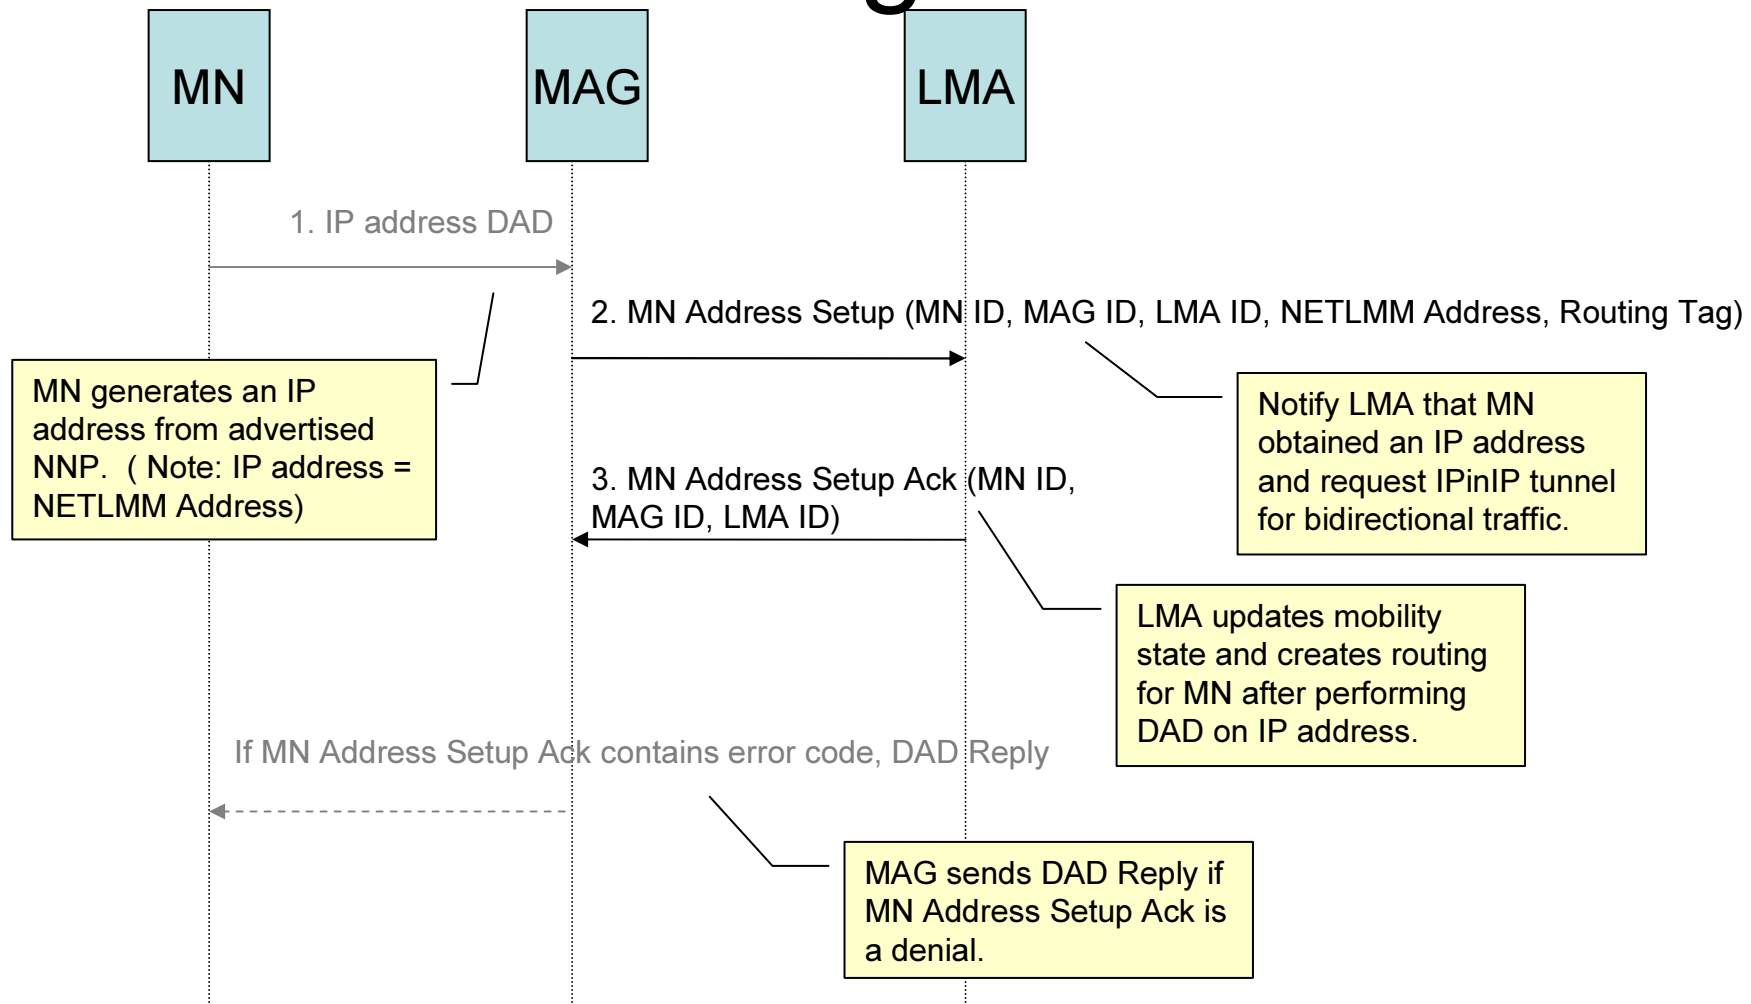 g
MN
MAG
LMA
1. IP address DAD
2. MN Address Setup (MN ID, MAG ID, LMA ID, NETLMM Address, Routing Tag)
MN generates an IP
address from advertised
NNP.  ( Note: IP address =
NETLMM Address)
Notify LMA that MN
obtained an IP address
and request IPinIP tunnel
for bidirectional traffic.
3. MN Address Setup Ack (MN ID,
MAG ID, LMA ID)
LMA updates mobility
state and creates routing
for MN after performing
DAD on IP address.
If MN Address Setup Ack contains error code, DAD Reply
MAG sends DAD Reply if
MN Address Setup Ack is
a denial.